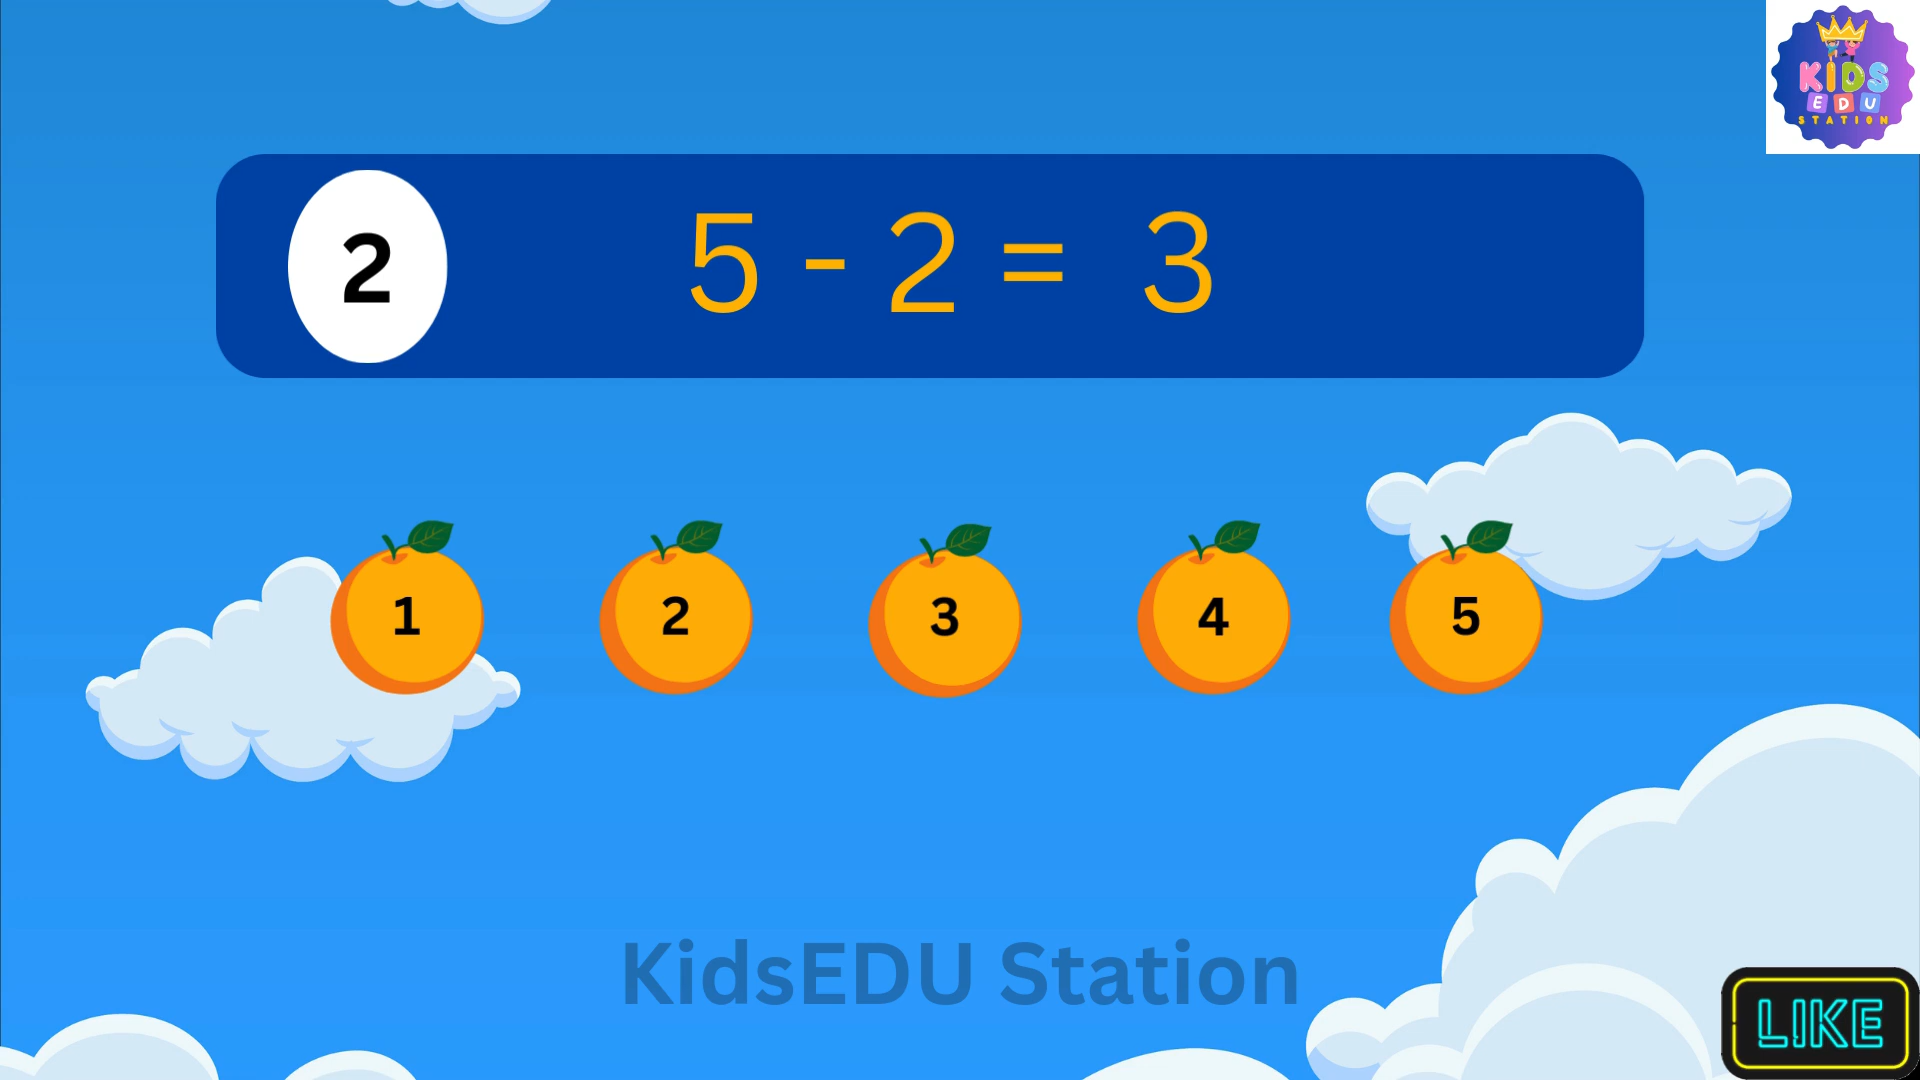 KIDS
EDU
STATION
2
5 - 2 = 3
1 2 3 4 5
KidsEDU Station
LIKE